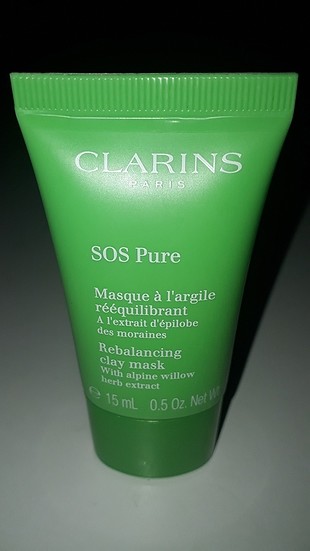 CLARINS
PARIS
SOS Pure
Masque à l'argile
rééquilibrant
A l'extrait d'épilobe
des moraines
Rebalancing
clay mask
With alpine willow
herb extract
℮ 15 mL 0.5 Oz. Net